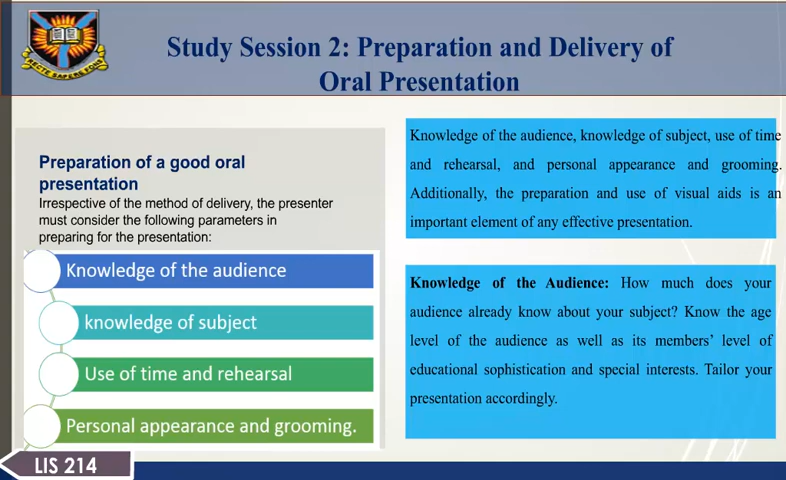 Study Session 2: Preparation and Delivery of
Oral Presentation
RECTE SAPERE FONS
Preparation of a good oral
presentation
Irrespective of the method of delivery, the presenter
must consider the following parameters in
preparing for the presentation:
Knowledge of the audience
knowledge of subject
Use of time and rehearsal
Personal appearance and grooming.
Knowledge of the audience, knowledge of subject, use of time
and rehearsal, and personal appearance and grooming.
Additionally, the preparation and use of visual aids is an
important element of any effective presentation.
Knowledge of the Audience: How much does your
audience already know about your subject? Know the age
level of the audience as well as its members’ level of
educational sophistication and special interests. Tailor your
presentation accordingly.
LIS 214